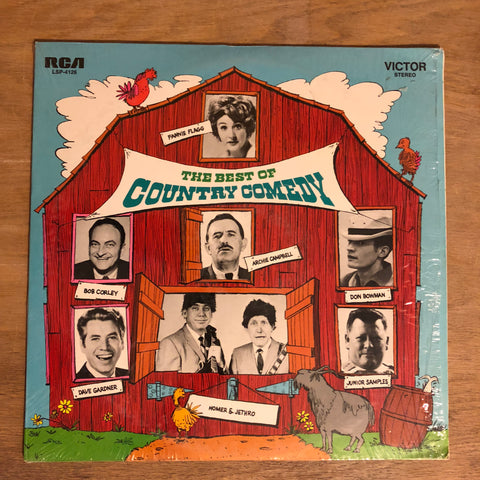 RCA
LSP-4126
VICTOR
STEREO
FANNIE FLAGG
THE BEST OF
COUNTRY COMEDY
ARCHIE CAMPBELL
BOB CORLEY
DON BOWMAN
DAVE GARDNER
JUNIOR SAMPLES
HOMER & JETHRO